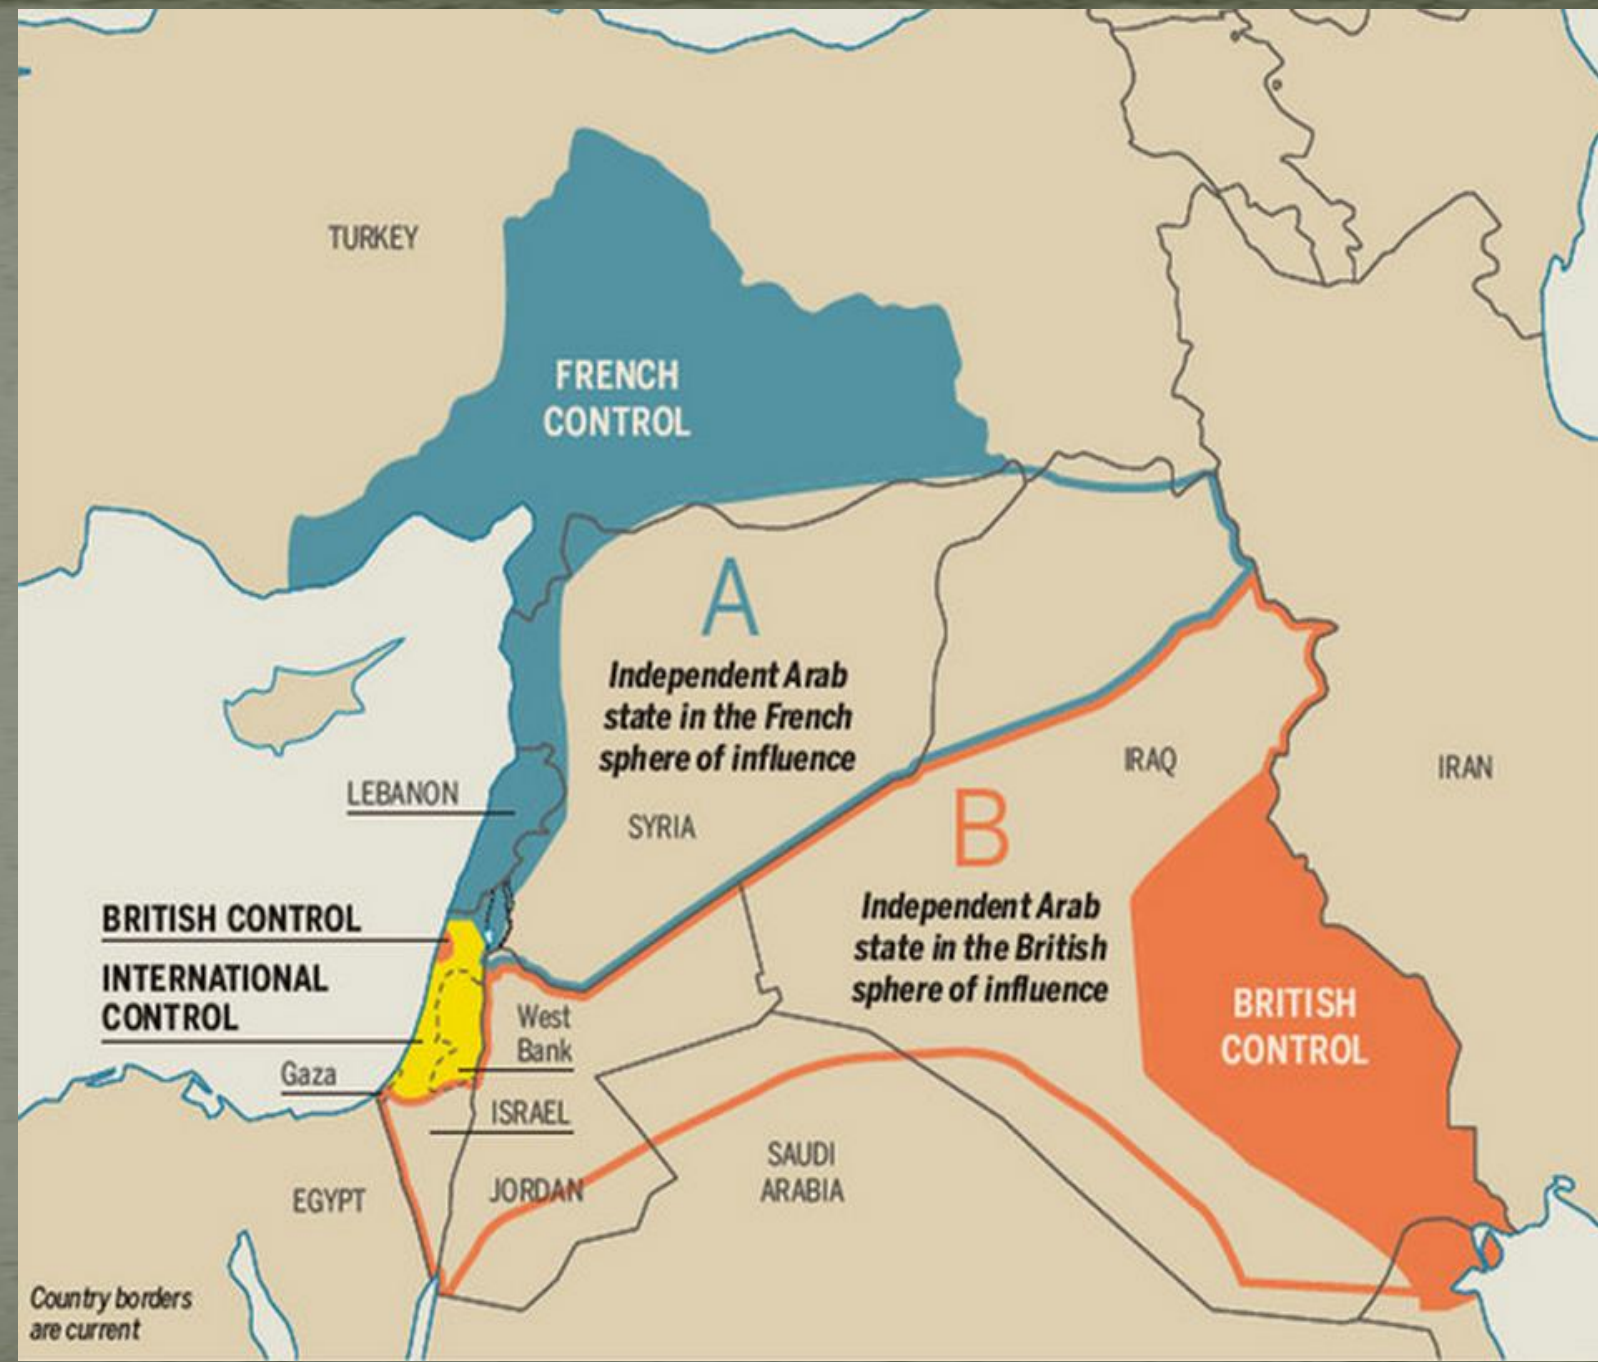 TURKEY
FRENCH
CONTROL
A
Independent Arab
state in the French
sphere of influence
IRAQ
IRAN
LEBANON
SYRIA
B
Independent Arab
state in the British
sphere of influence
BRITISH CONTROL
INTERNATIONAL
CONTROL
BRITISH
CONTROL
West
Bank
Gaza
ISRAEL
SAUDI
ARABIA
EGYPT
JORDAN
Country borders
are current